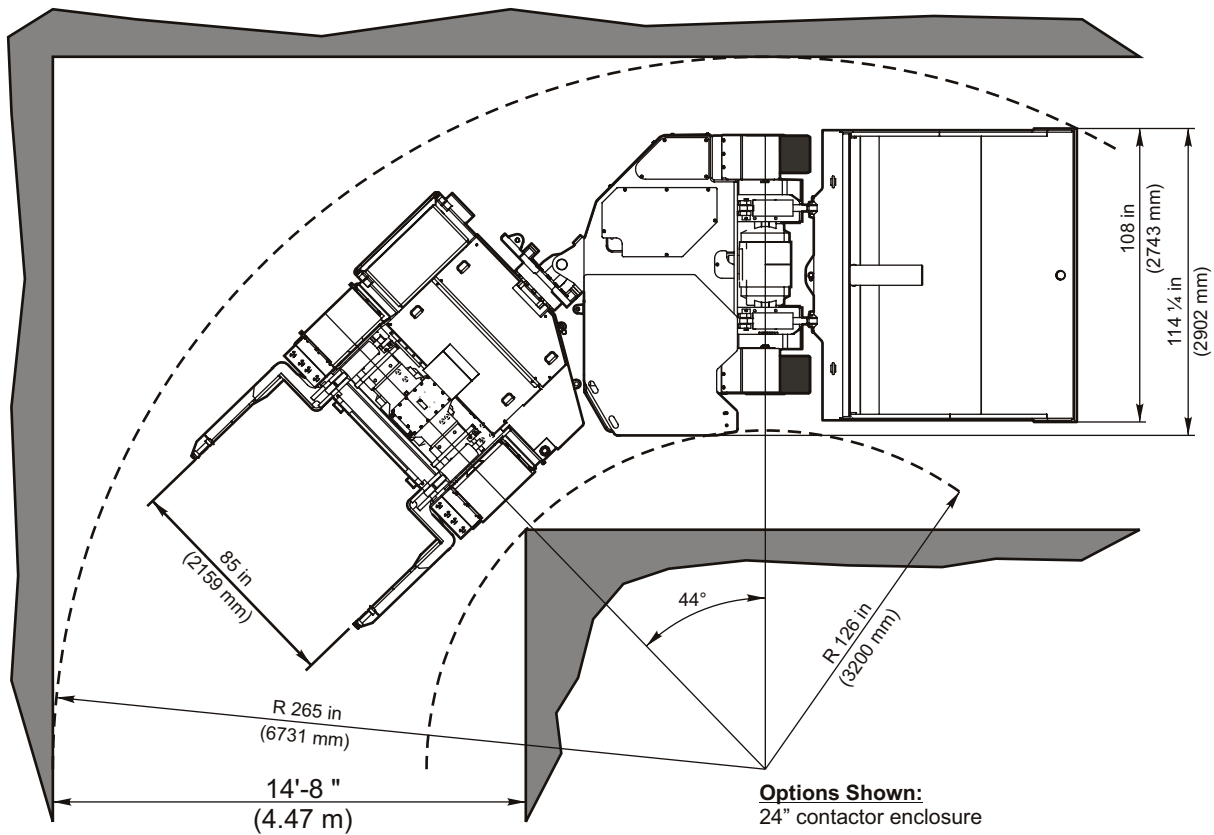 108 in
(2743 mm)
114 ¼ in
(2902 mm)
85 in
(2159 mm)
44°
R 126 in
(3200 mm)
R 265 in
(6731 mm)
14'-8 "
(4.47 m)
Options Shown:
24” contactor enclosure